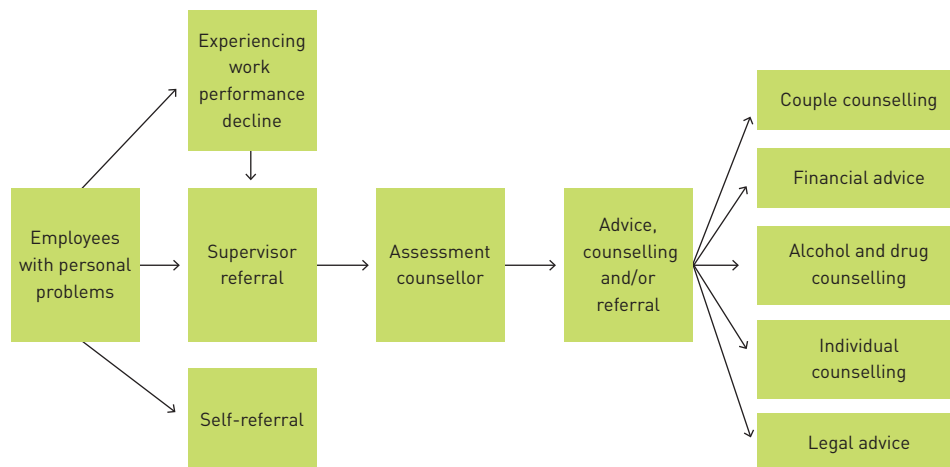 Experiencing
work
performance
decline
Employees
with personal
problems
Supervisor
referral
Self-referral
Assessment
counsellor
Advice,
counselling
and/or
referral
Couple counselling
Financial advice
Alcohol and drug
counselling
Individual
counselling
Legal advice